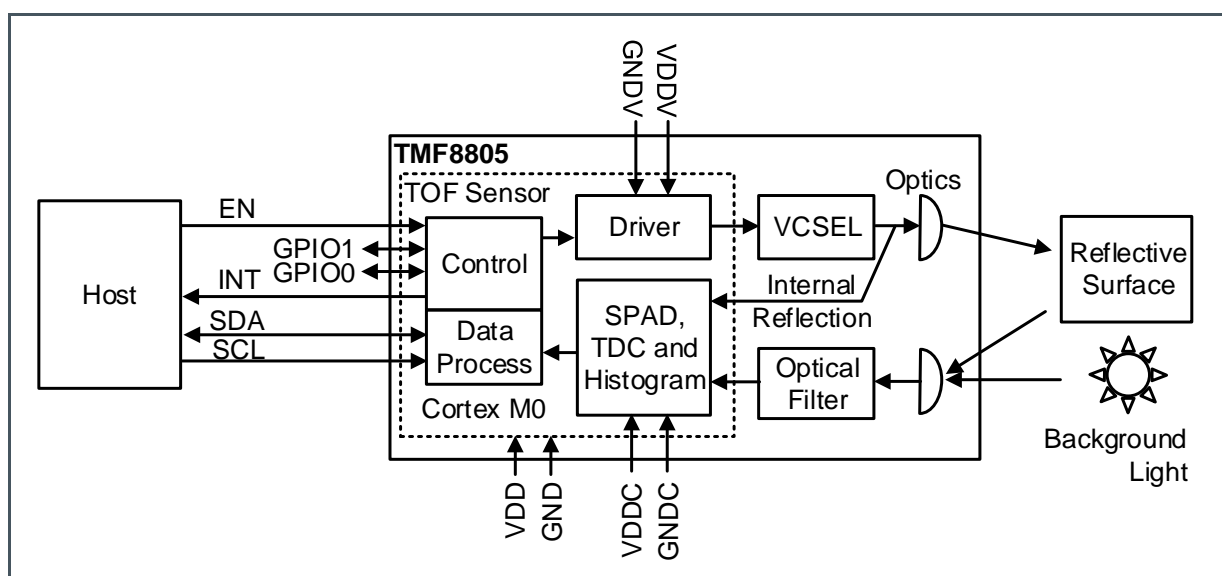 GNDV
VDDV
TMF8805
TOF Sensor
Optics
EN
Driver
VCSEL
GPIO1
GPIO0
Control
Reflective
Surface
Host
INT
Internal
Reflection
SDA
SCL
Data
Process
SPAD,
TDC and
Histogram
Optical
Filter
Cortex M0
Background
Light
VDD
GND
VDDC
GNDC